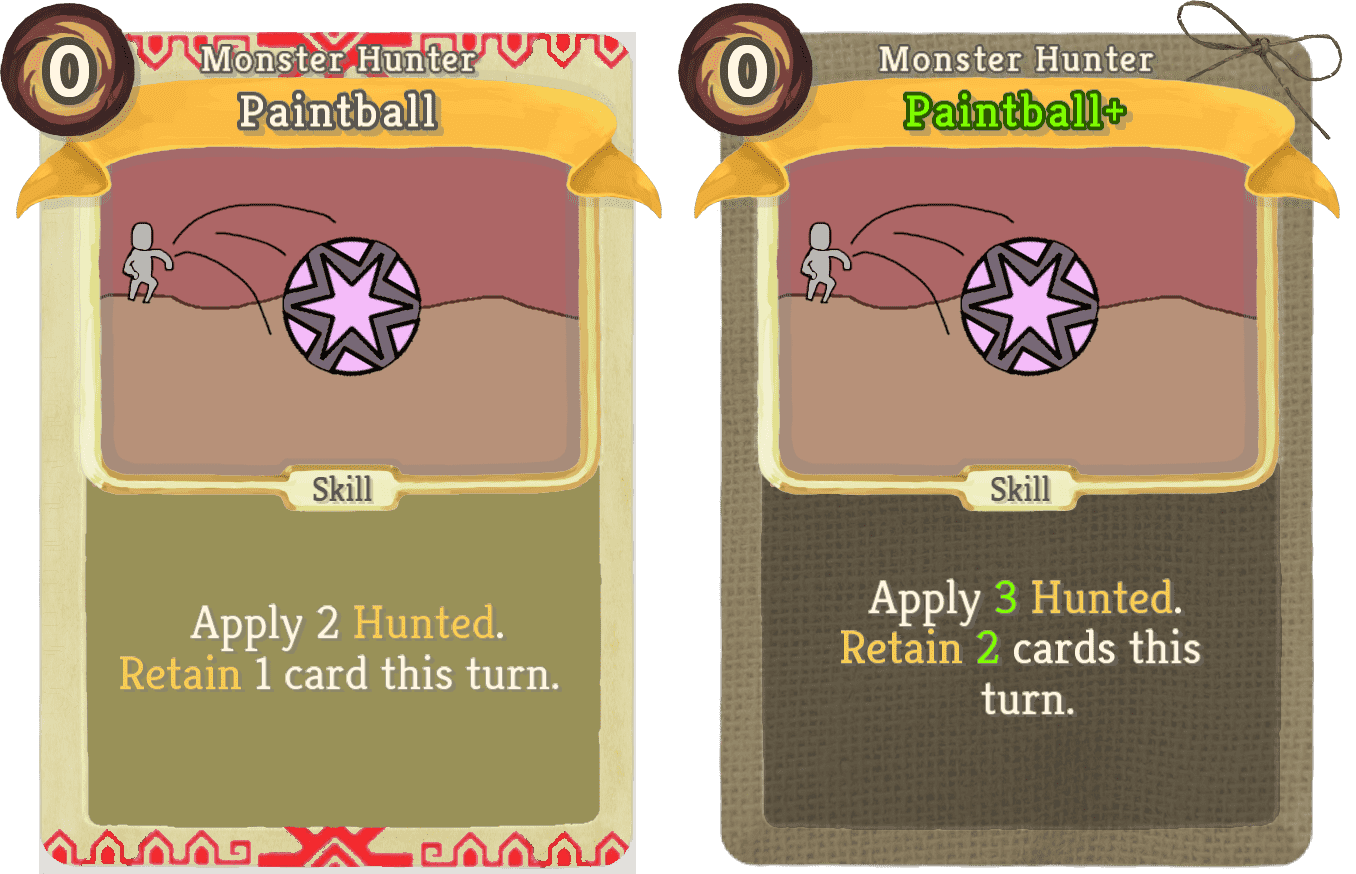 0
Monster Hunter
Paintball
Skill
Apply 2 Hunted.
Retain 1 card this turn.
0
Monster Hunter
Paintball+
Skill
Apply 3 Hunted.
Retain 2 cards this
turn.